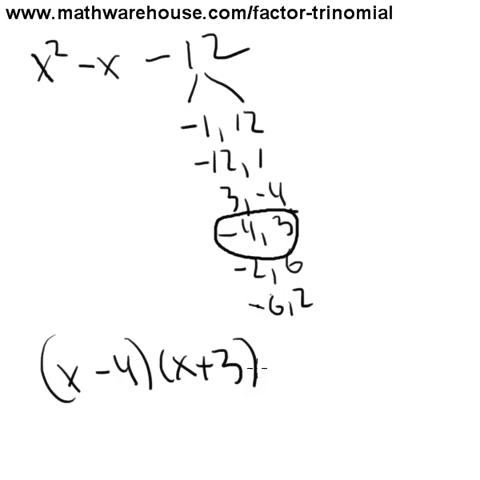 www.mathwarehouse.com/factor-trinomial
x² - x - 12
-1, 12
-12, 1
3, -4
-4, 3
-2, 6
-6, 2
(x - 4)(x + 3)